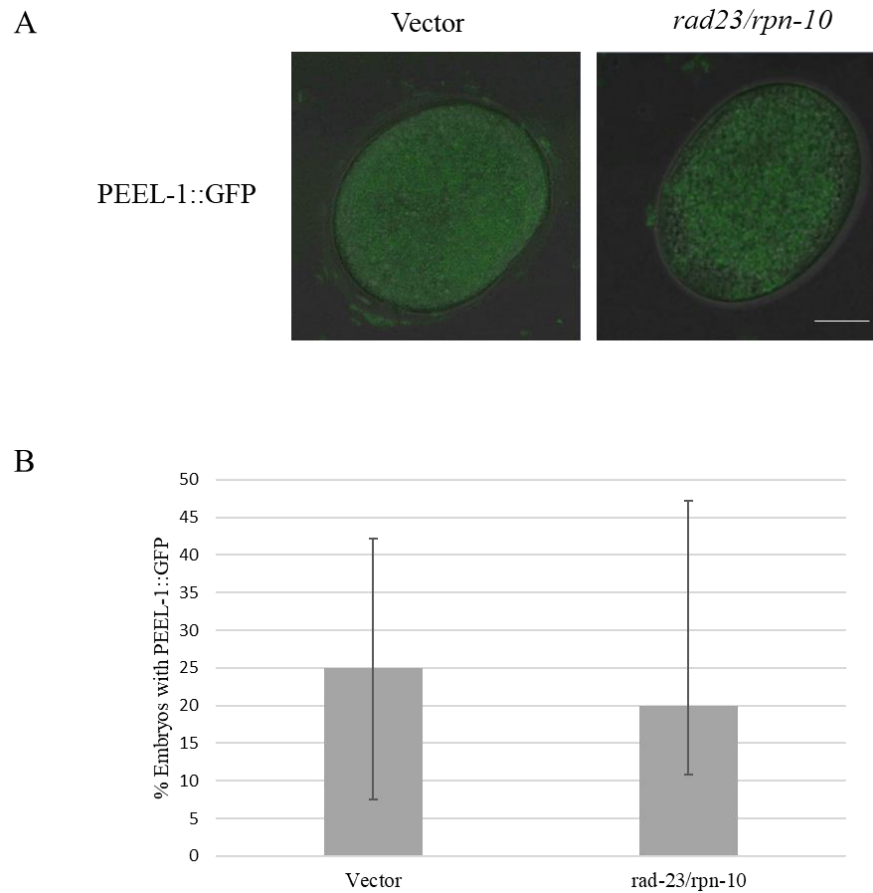 A
Vector
rad23/rpn-10
PEEL-1::GFP
B
% Embryos with PEEL-1::GFP
50
45
40
35
30
25
20
15
10
5
0
Vector
rad-23/rpn-10